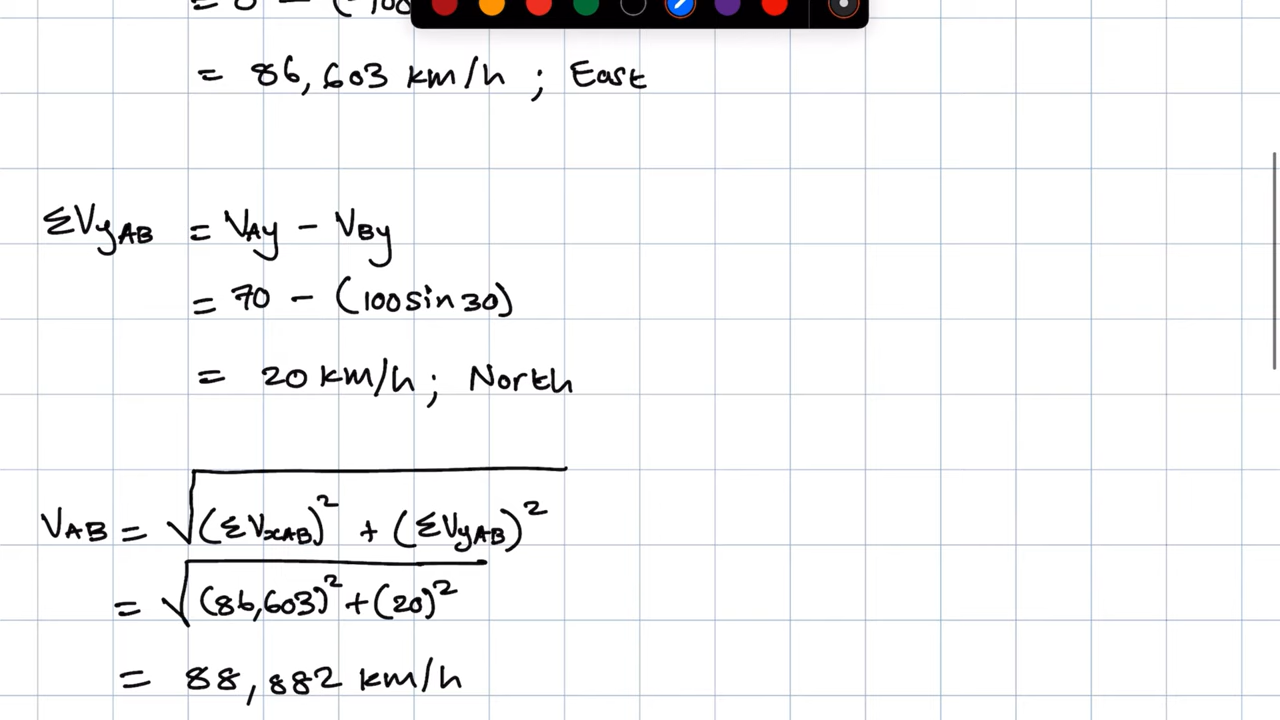 = 86,603 km/h ; East
ΣVyAB = VAy - VBy
= 70 - (100sin30)
= 20 km/h ; North
VAB = √(ΣVxAB)² + (ΣVyAB)²
= √(86,603)² + (20)²
= 88,882 km/h